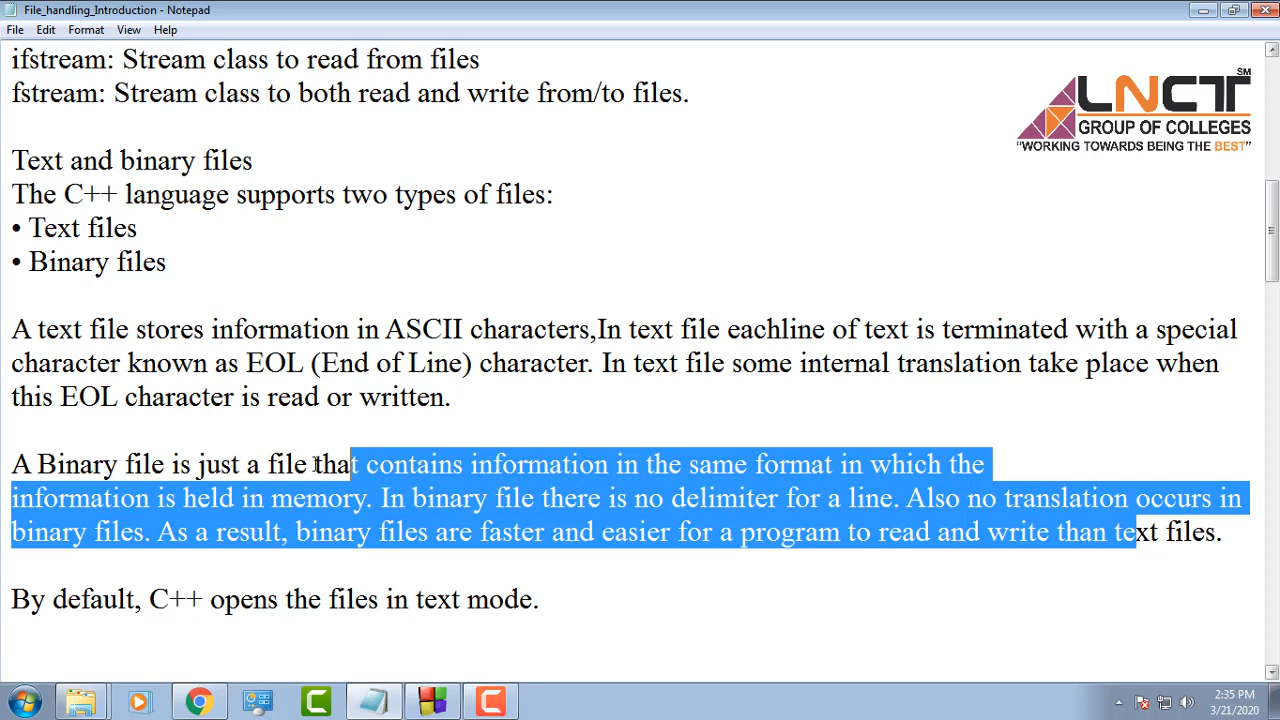 File_handling_Introduction - Notepad
File Edit Format View Help
ifstream: Stream class to read from files
fstream: Stream class to both read and write from/to files.
LNCT SM
GROUP OF COLLEGES
"WORKING TOWARDS BEING THE BEST"
Text and binary files
The C++ language supports two types of files:
• Text files
• Binary files
A text file stores information in ASCII characters,In text file eachline of text is terminated with a special
character known as EOL (End of Line) character. In text file some internal translation take place when
this EOL character is read or written.
A Binary file is just a file that contains information in the same format in which the
information is held in memory. In binary file there is no delimiter for a line. Also no translation occurs in
binary files. As a result, binary files are faster and easier for a program to read and write than text files.
By default, C++ opens the files in text mode.
2:35 PM
3/21/2020